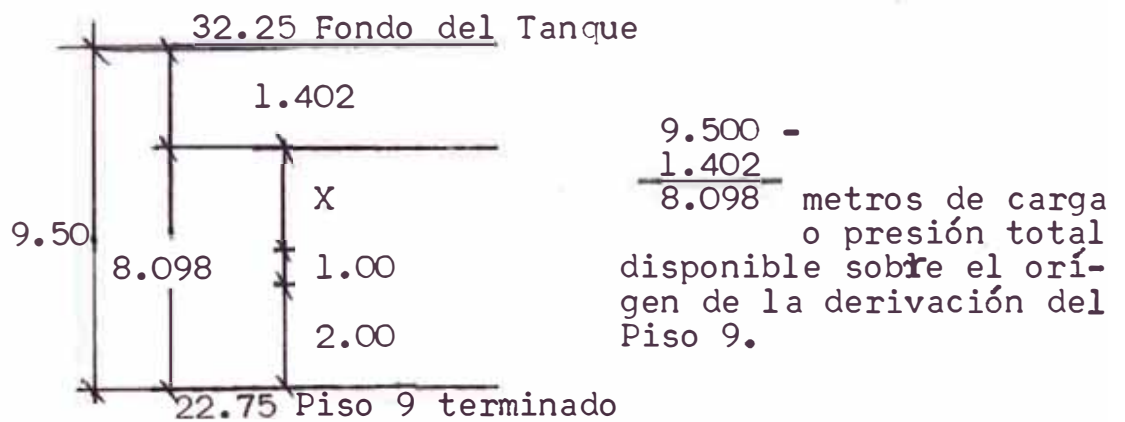 32.25 Fondo del Tanque
1.402
9.500 -
1.402
8.098 metros de carga
o presión total
disponible sobre el orí-
gen de la derivación del
Piso 9.
X
9.50
8.098
1.00
2.00
22.75 Piso 9 terminado